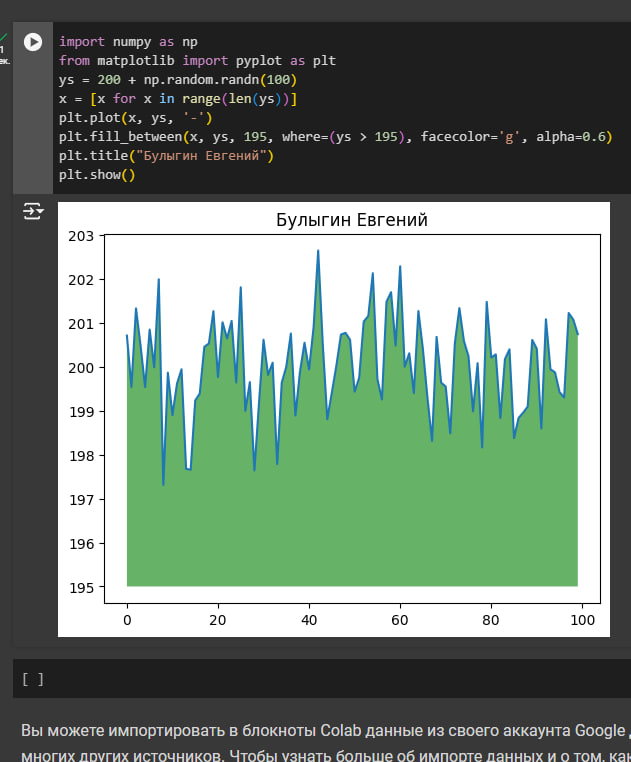 import numpy as np
1
from matplotlib import pyplot as plt
ек.
ys = 200 + np.random.randn(100)
x = [x for x in range(len(ys))]
plt.plot(x, ys, '-')
plt.fill_between(x, ys, 195, where=(ys > 195), facecolor='g', alpha=0.6)
plt.title("Булыгин Евгений")
plt.show()
Булыгин Евгений
203
202
201
200
199
198
197
196
195
0 20 40 60 80 100
[ ]
Вы можете импортировать в блокноты Colab данные из своего аккаунта Google
многих других источников. Чтобы узнать больше об импорте данных и о том, как